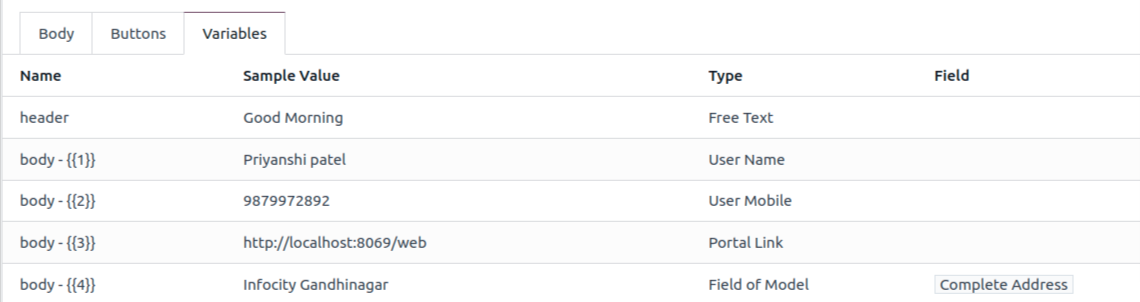 Body Buttons Variables
Name Sample Value Type Field
header Good Morning Free Text
body - {{1}} Priyanshi patel User Name
body - {{2}} 9879972892 User Mobile
body - {{3}} http://localhost:8069/web Portal Link
body - {{4}} Infocity Gandhinagar Field of Model Complete Address